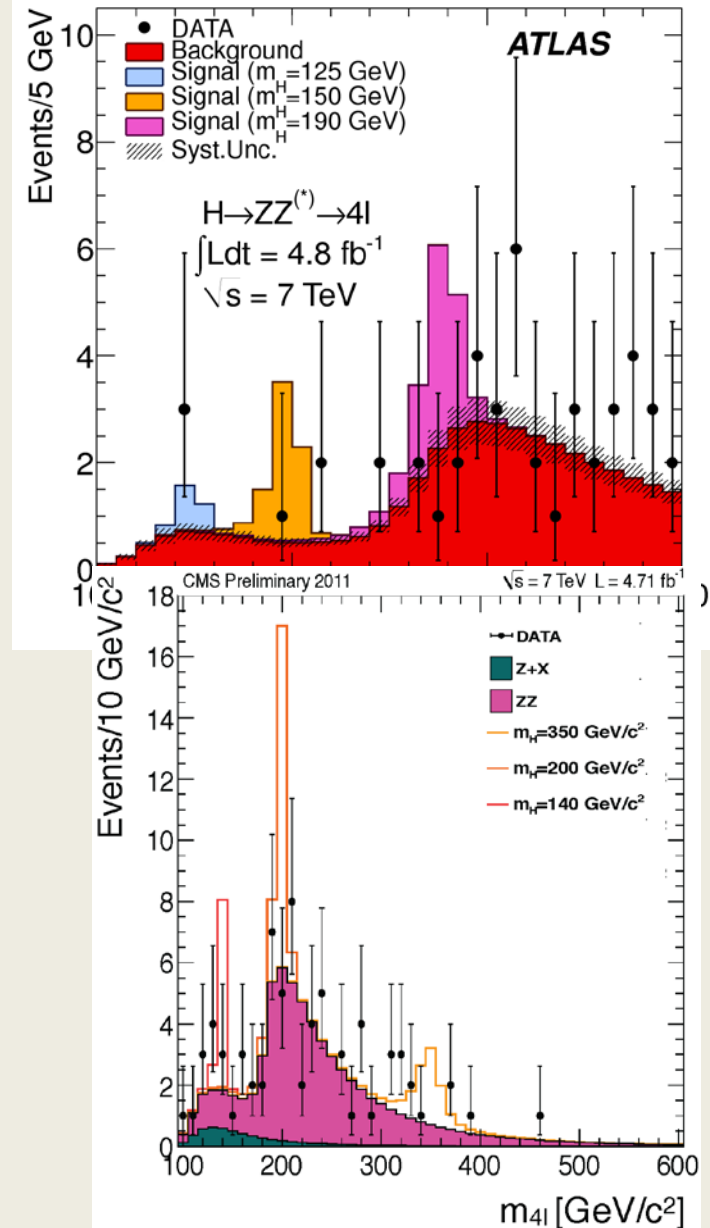 10
ATLAS
DATA
Background
Signal (m_H=125 GeV)
Signal (m_H=150 GeV)
Signal (m_H=190 GeV)
Syst.Unc.
Events/5 GeV
8
H→ZZ(*)→4l
∫Ldt = 4.8 fb⁻¹
√s = 7 TeV
6
4
2
0
CMS Preliminary 2011
√s = 7 TeV L = 4.71 fb⁻¹
Events/10 GeV/c²
18
DATA
Z+X
ZZ
m_H=350 GeV/c²
m_H=200 GeV/c²
m_H=140 GeV/c²
16
14
12
10
8
6
4
2
0
100 200 300 400 500 600
m_4l [GeV/c²]